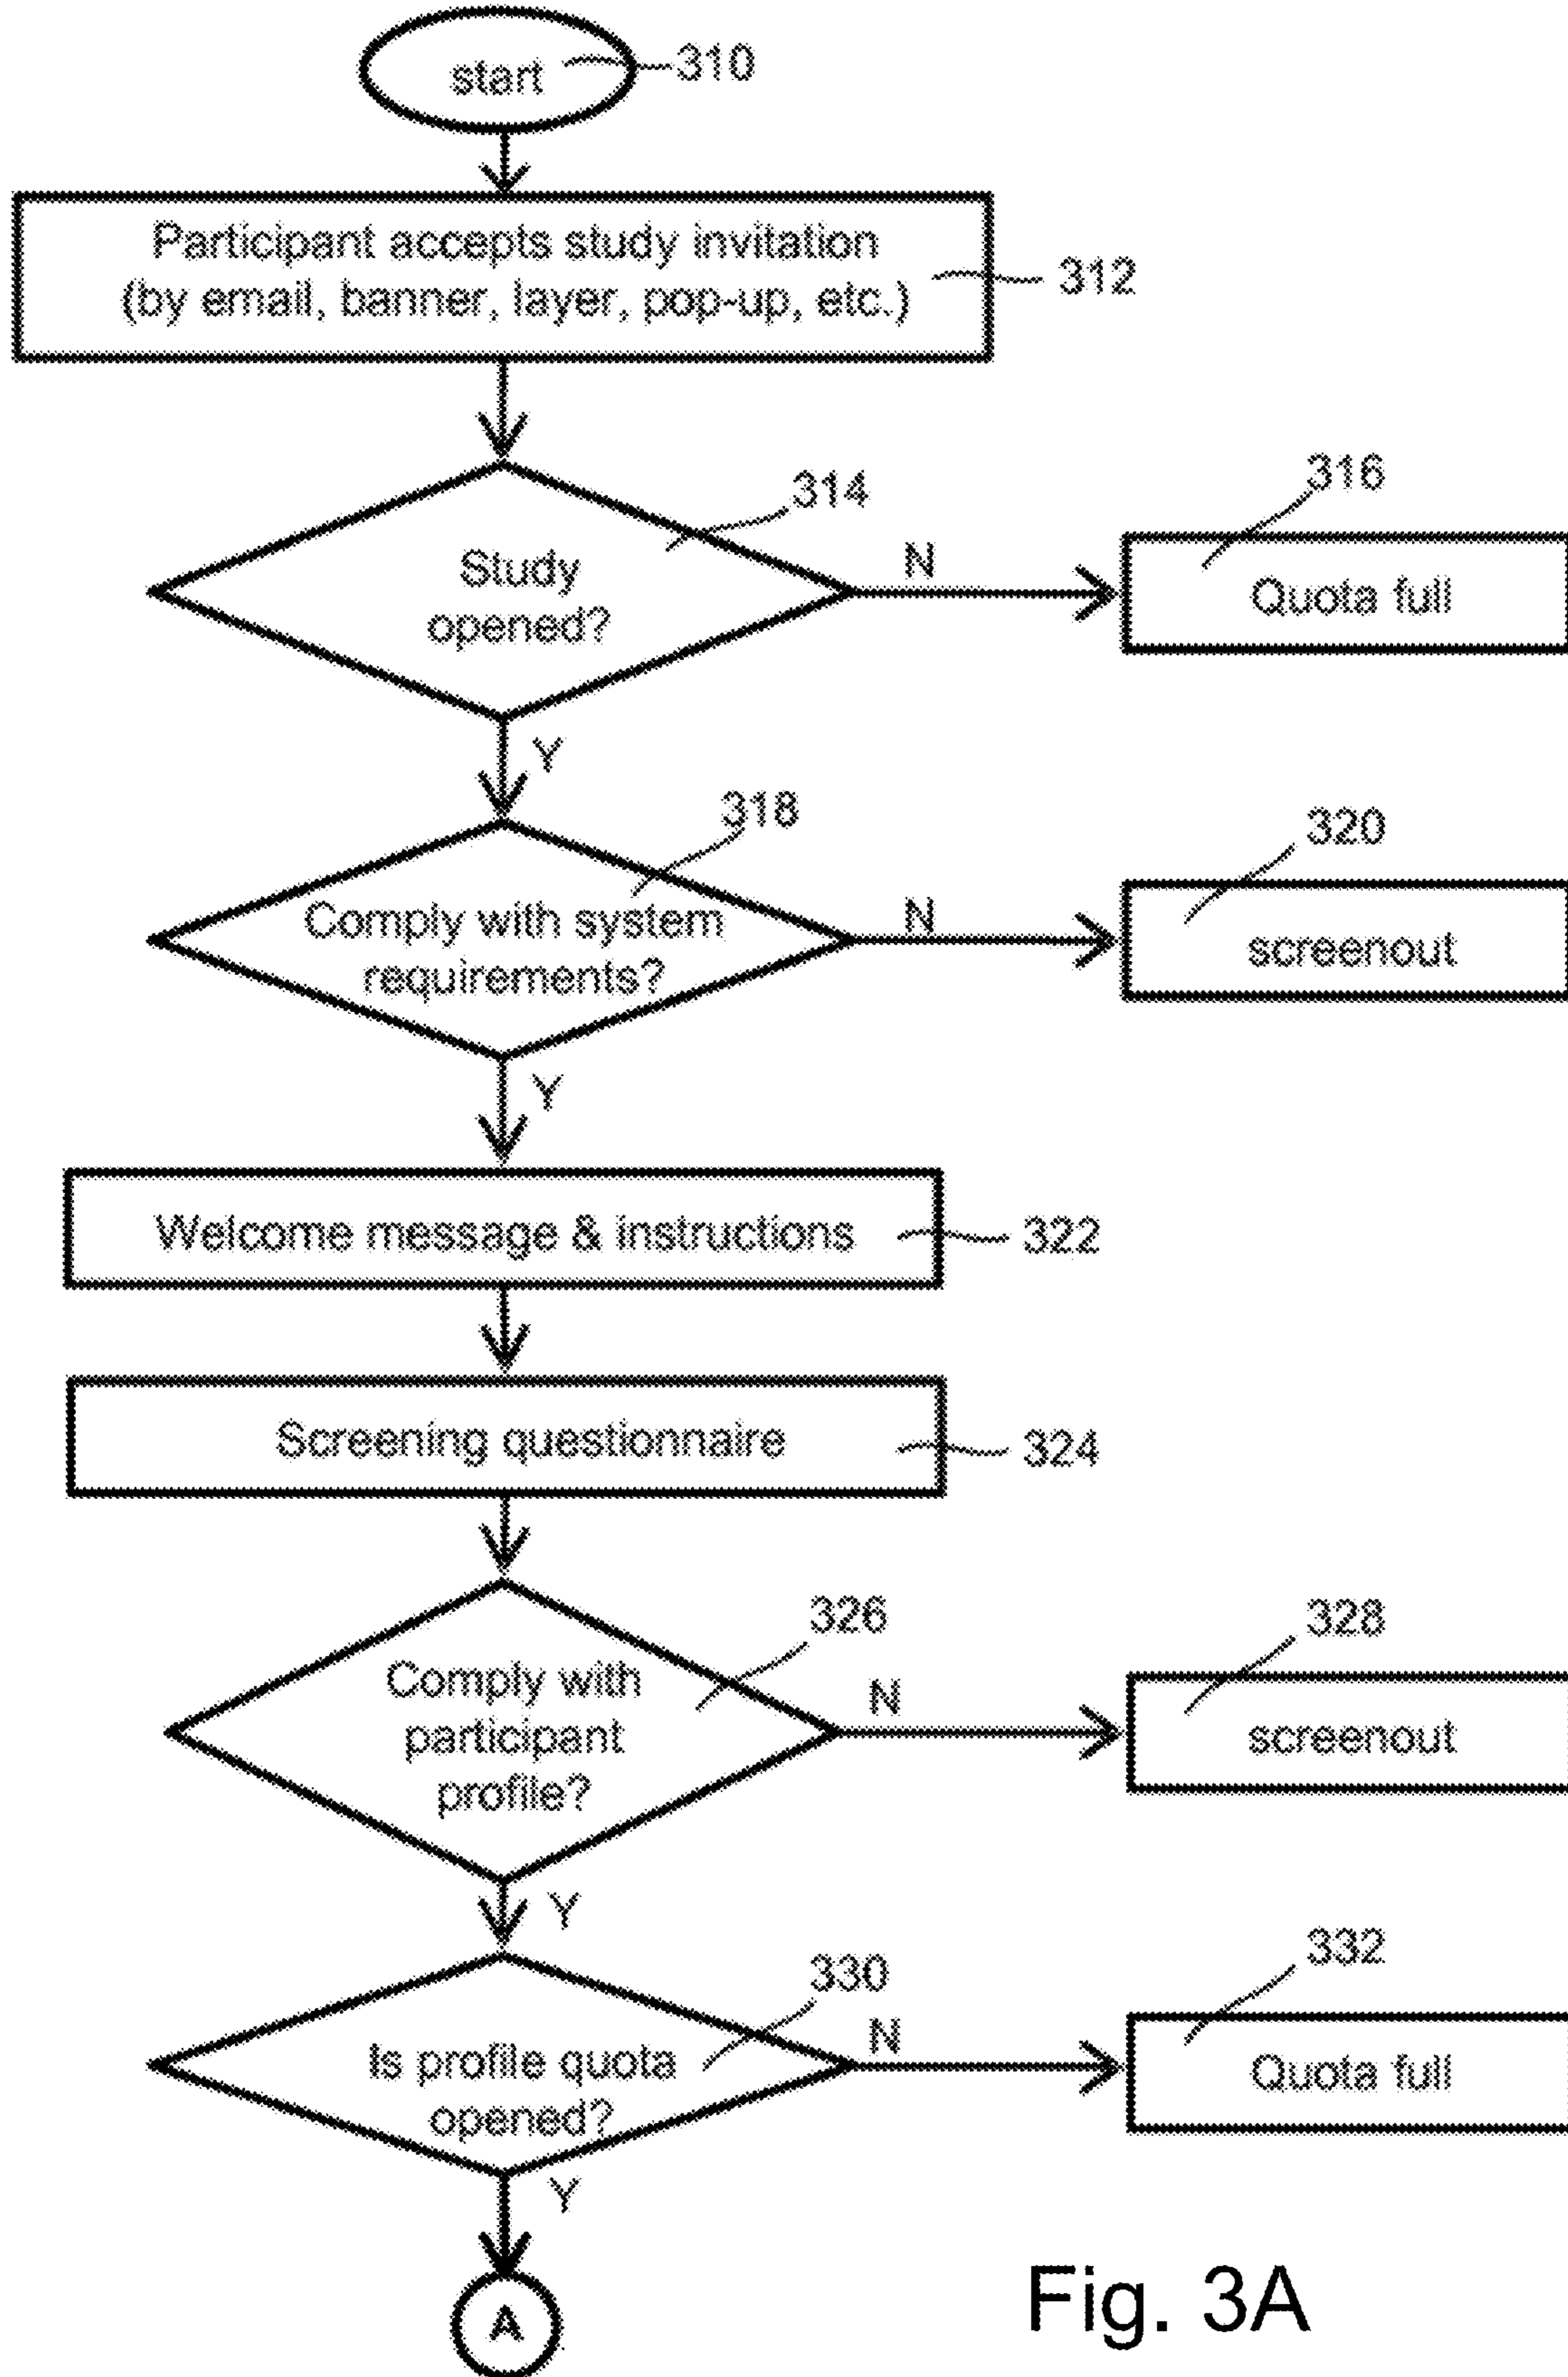 start
310
Participant accepts study invitation
(by email, banner, layer, pop-up, etc.)
312
314
Study
opened?
N
316
Quota full
Y
318
Comply with system
requirements?
N
320
screenout
Y
Welcome message & instructions
322
Screening questionnaire
324
326
Comply with
participant
profile?
N
328
screenout
Y
330
Is profile quota
opened?
N
332
Quota full
Y
A
Fig. 3A